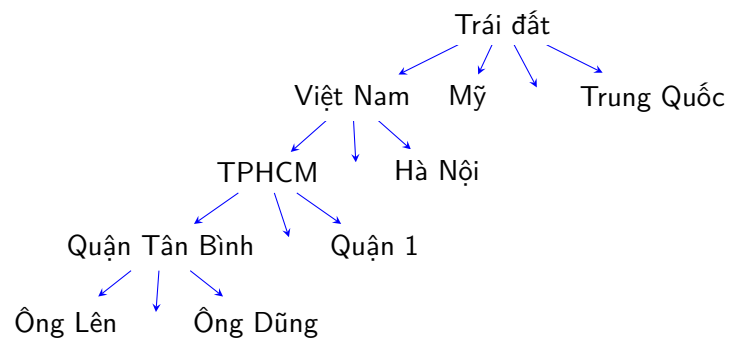 Trái đất
Việt Nam Mỹ Trung Quốc
TPHCM Hà Nội
Quận Tân Bình Quận 1
Ông Lên Ông Dũng